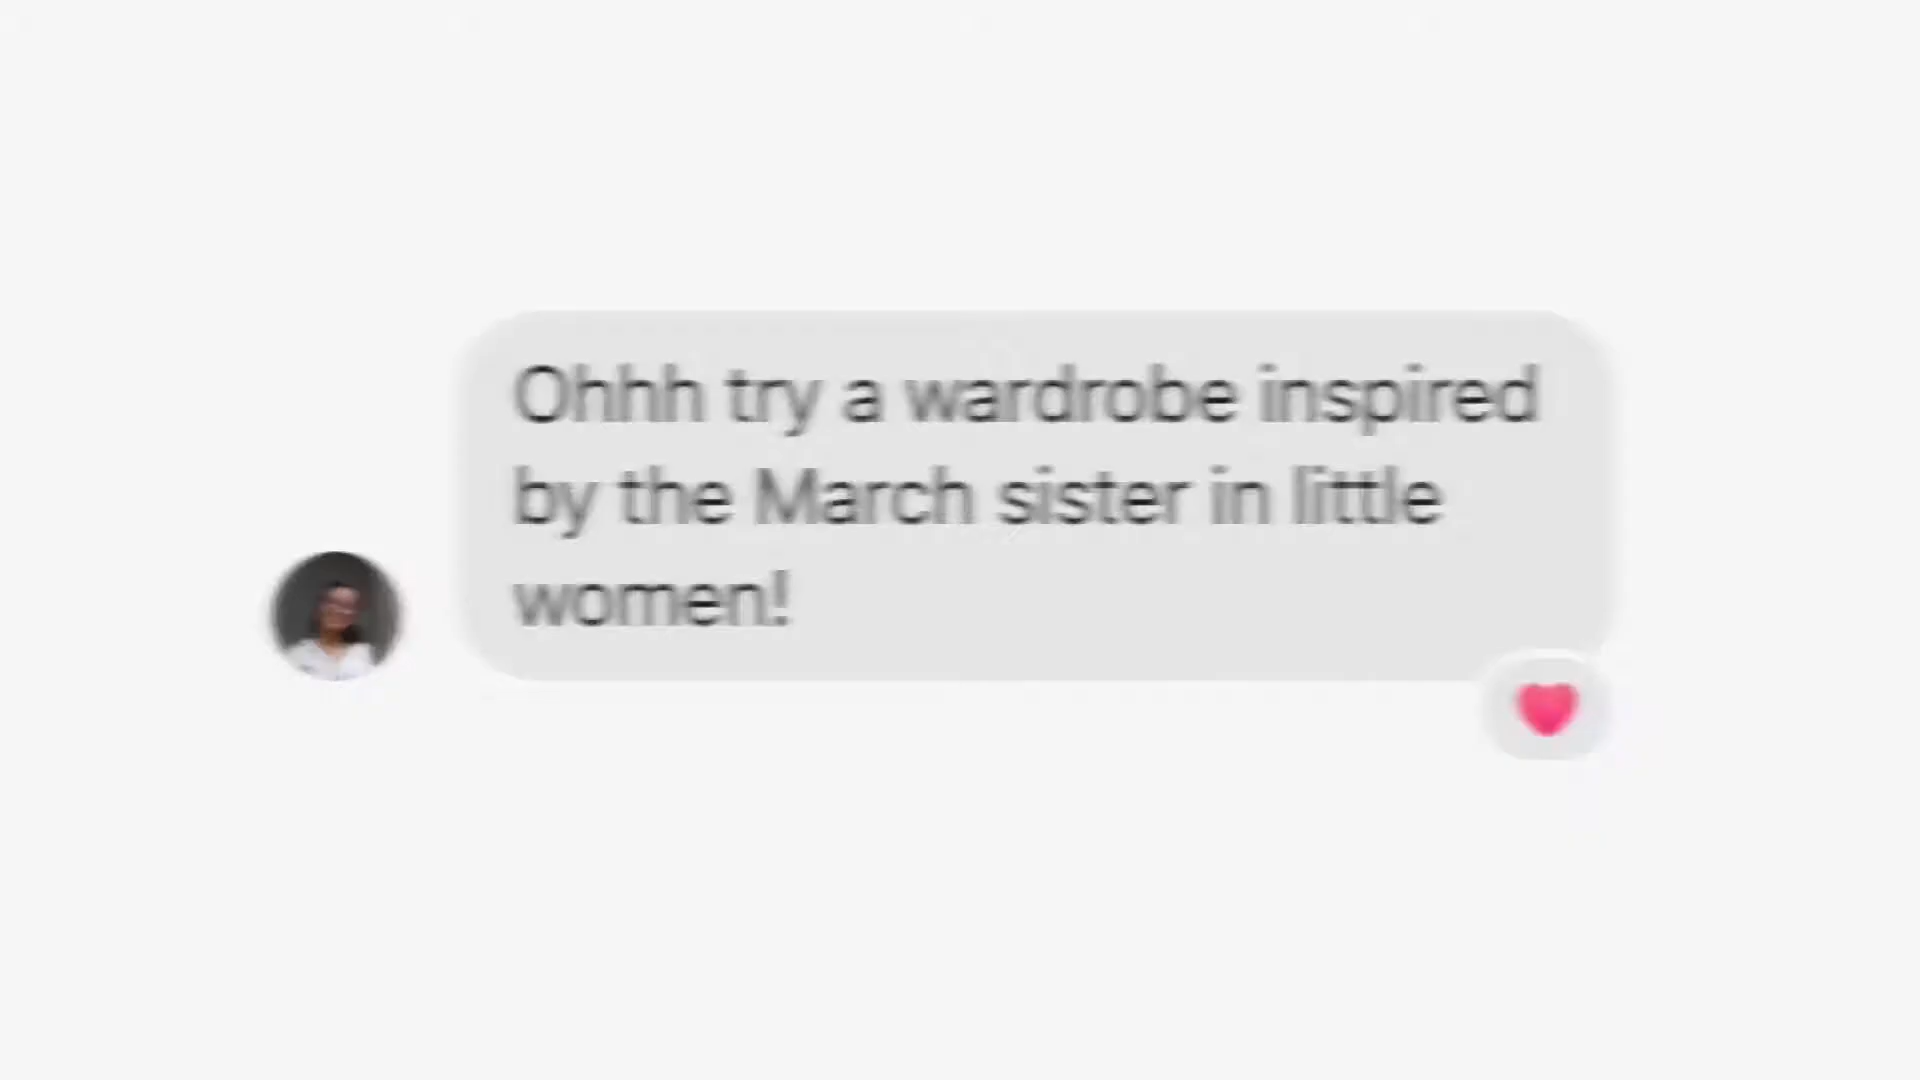 Ohhh try a wardrobe inspired
by the March sister in little
women!